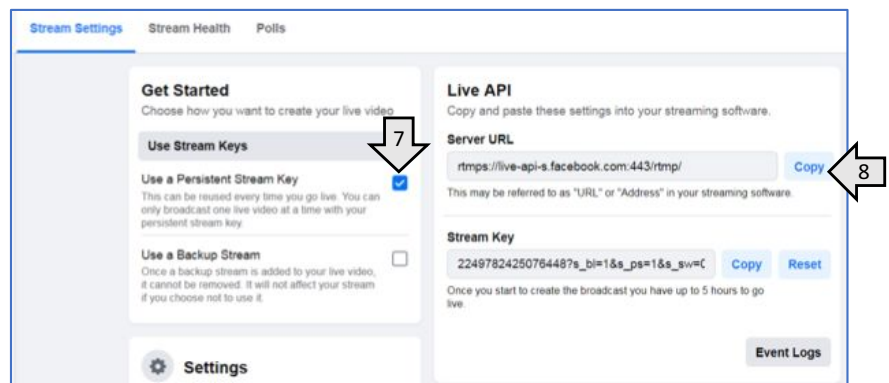 Stream Settings Stream Health Polls
Get Started
Choose how you want to create your live video
Use Stream Keys
7
Use a Persistent Stream Key
This can be reused every time you go live. You can
only broadcast one live video at a time with your
persistent stream key.
Use a Backup Stream
Once a backup stream is added to your live video,
it cannot be removed. It will not affect your stream
if you choose not to use it.
Settings
Live API
Copy and paste these settings into your streaming software.
Server URL
rtmps://live-api-s.facebook.com:443/rtmp/ Copy
8
This may be referred to as "URL" or "Address" in your streaming software.
Stream Key
2249782425076448?s_bl=1&s_ps=1&s_sw=( Copy Reset
Once you start to create the broadcast you have up to 5 hours to go
live.
Event Logs